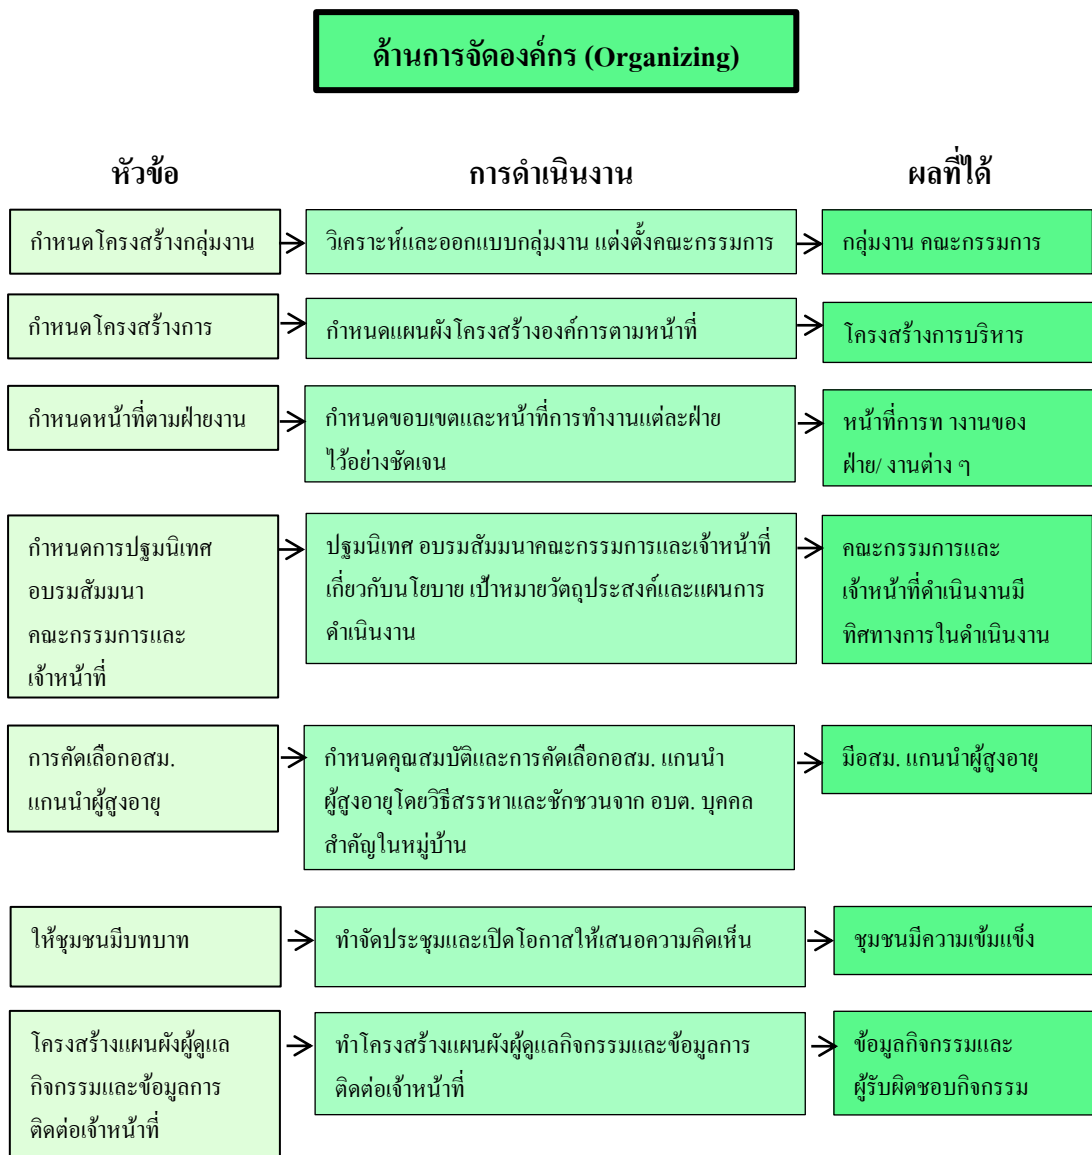 ด้านการจัดองค์กร (Organizing)
หัวข้อ
การดำเนินงาน
ผลที่ได้
กำหนดโครงสร้างกลุ่มงาน
วิเคราะห์และออกแบบกลุ่มงาน แต่งตั้งคณะกรรมการ
กลุ่มงาน คณะกรรมการ
กำหนดโครงสร้างการ
กำหนดแผนผังโครงสร้างองค์การตามหน้าที่
โครงสร้างการบริหาร
กำหนดหน้าที่ตามฝ่ายงาน
กำหนดขอบเขตและหน้าที่การทำงานแต่ละฝ่าย
ไว้อย่างชัดเจน
หน้าที่การท างานของ
ฝ่าย/ งานต่าง ๆ
กำหนดการปฐมนิเทศ
อบรมสัมมนา
คณะกรรมการและ
เจ้าหน้าที่
ปฐมนิเทศ อบรมสัมมนาคณะกรรมการและเจ้าหน้าที่
เกี่ยวกับนโยบาย เป้าหมายวัตถุประสงค์และแผนการ
ดำเนินงาน
คณะกรรมการและ
เจ้าหน้าที่ดำเนินงานมี
ทิศทางการในดำเนินงาน
การคัดเลือกอสม.
แกนนำผู้สูงอายุ
กำหนดคุณสมบัติและการคัดเลือกอสม. แกนนำ
ผู้สูงอายุโดยวิธีสรรหาและชักชวนจาก อบต. บุคคล
สำคัญในหมู่บ้าน
มีอสม. แกนนำผู้สูงอายุ
ให้ชุมชนมีบทบาท
ทำจัดประชุมและเปิดโอกาสให้เสนอความคิดเห็น
ชุมชนมีความเข้มแข็ง
โครงสร้างแผนผังผู้ดูแล
กิจกรรมและข้อมูลการ
ติดต่อเจ้าหน้าที่
ทำโครงสร้างแผนผังผู้ดูแลกิจกรรมและข้อมูลการ
ติดต่อเจ้าหน้าที่
ข้อมูลกิจกรรมและ
ผู้รับผิดชอบกิจกรรม